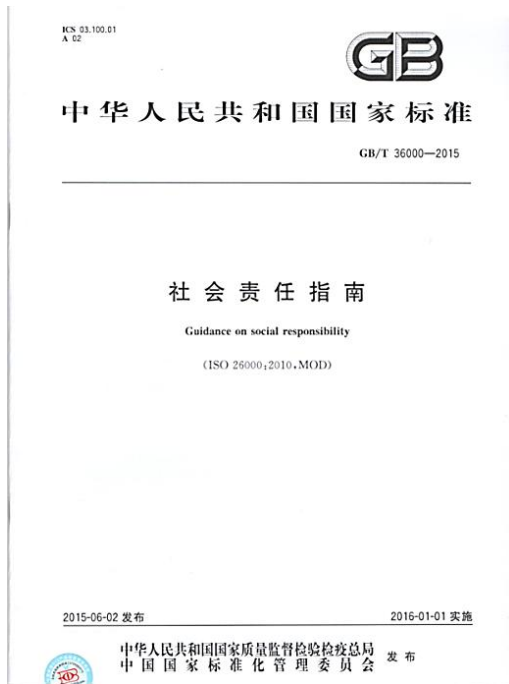 ICS 03.100.01
A 02
GB
中华人民共和国国家标准
GB/T 36000—2015
社会责任指南
Guidance on social responsibility
(ISO 26000:2010,MOD)
2015-06-02 发布
2016-01-01 实施
中华人民共和国国家质量监督检验检疫总局
中国国家标准化管理委员会
发布